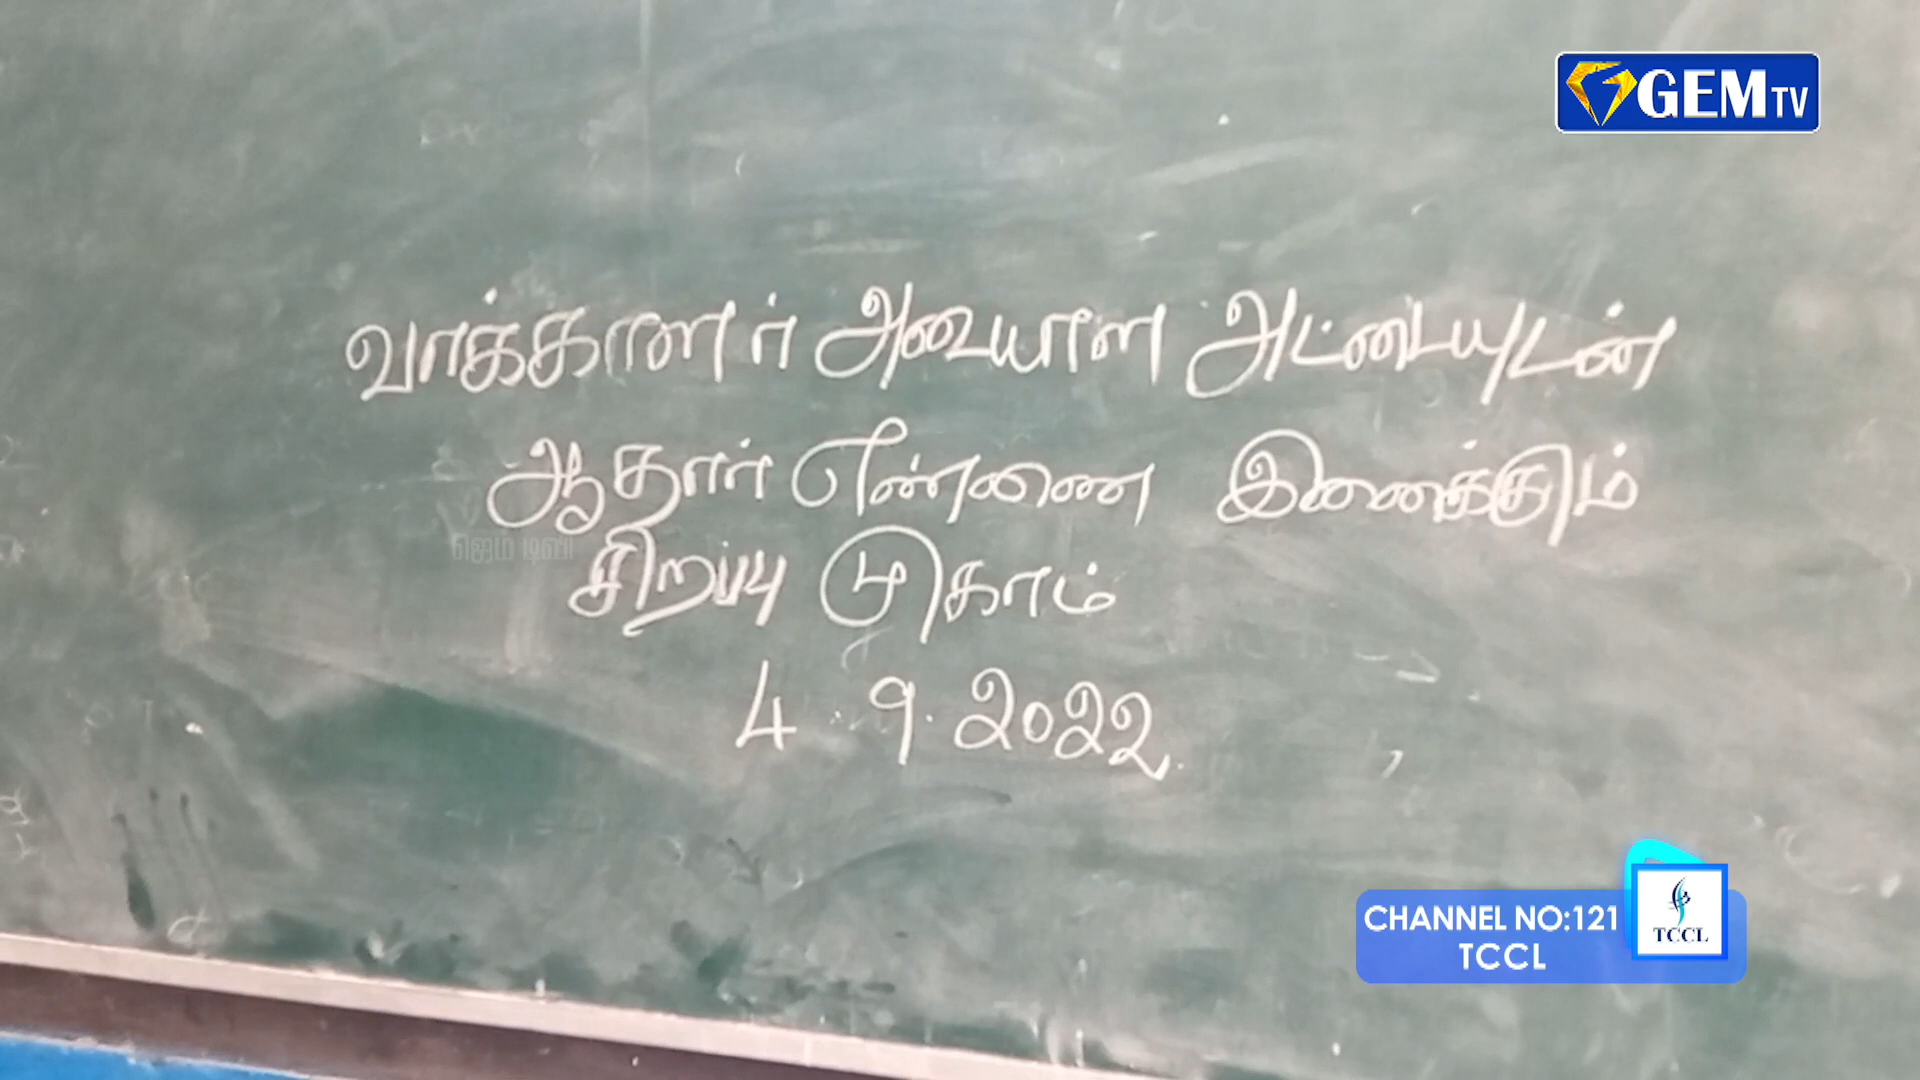 GEM TV
வாக்காளர் அடையாள அட்டையுடன்
ஆதார் எண்ணை இணைக்கும்
ஜெம் டிவி
சிறப்பு முகாம்
4.9.2022.
CHANNEL NO:121
TCCL
TCCL